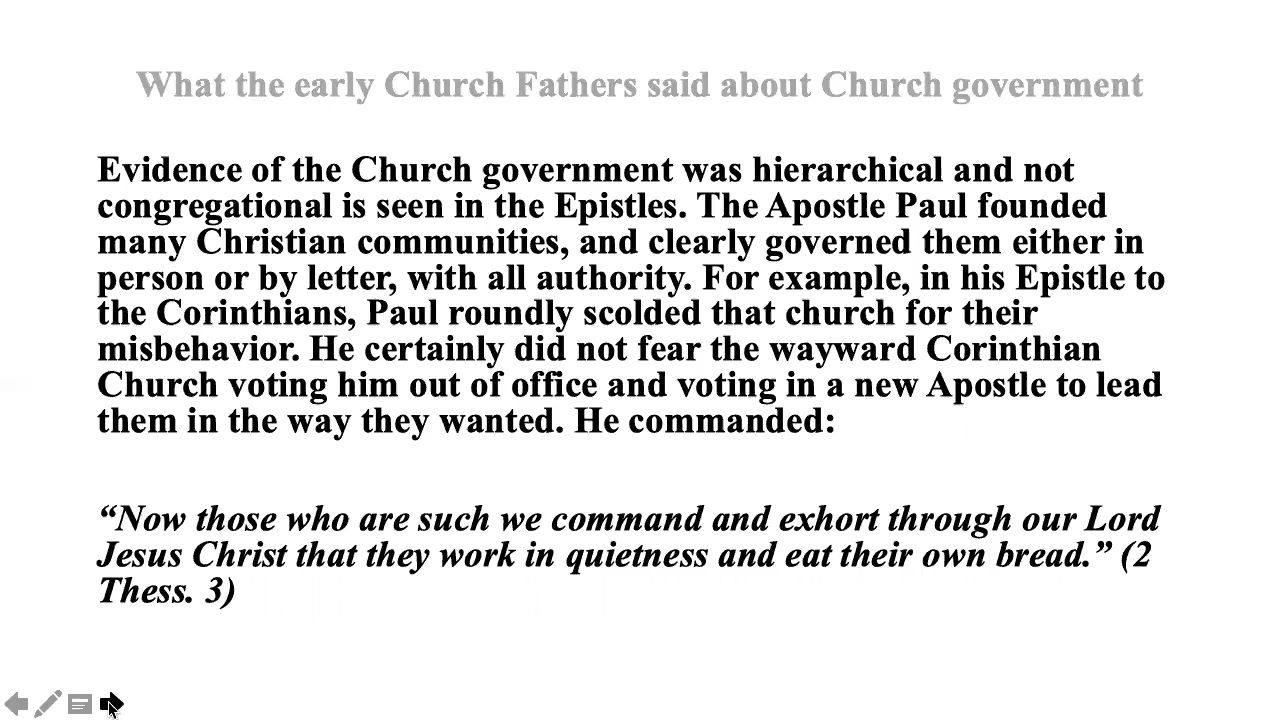 What the early Church Fathers said about Church government
Evidence of the Church government was hierarchical and not
congregational is seen in the Epistles. The Apostle Paul founded
many Christian communities, and clearly governed them either in
person or by letter, with all authority. For example, in his Epistle to
the Corinthians, Paul roundly scolded that church for their
misbehavior. He certainly did not fear the wayward Corinthian
Church voting him out of office and voting in a new Apostle to lead
them in the way they wanted. He commanded:
“Now those who are such we command and exhort through our Lord
Jesus Christ that they work in quietness and eat their own bread.” (2
Thess. 3)